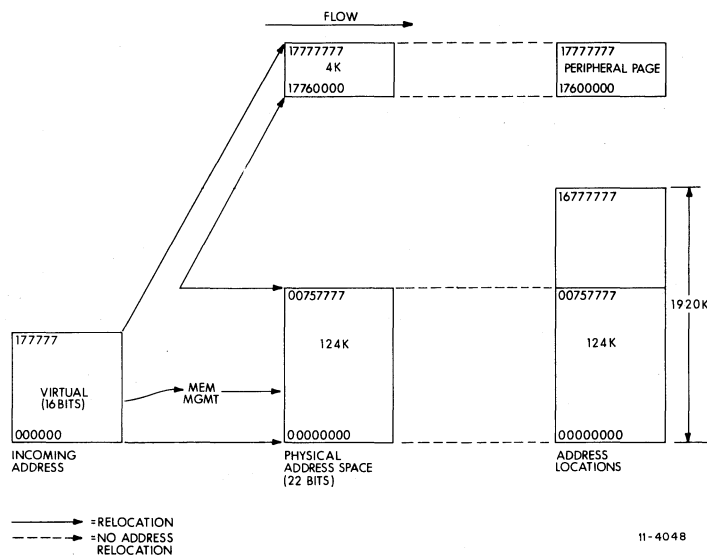 FLOW
17777777
4K
17760000
17777777
PERIPHERAL PAGE
17600000
16777777
1920K
00757777
124K
00000000
00757777
124K
00000000
177777
VIRTUAL
(16 BITS)
000000
MEM
MGMT
INCOMING
ADDRESS
PHYSICAL
ADDRESS SPACE
(22 BITS)
ADDRESS
LOCATIONS
=RELOCATION
=NO ADDRESS
RELOCATION
11-4048